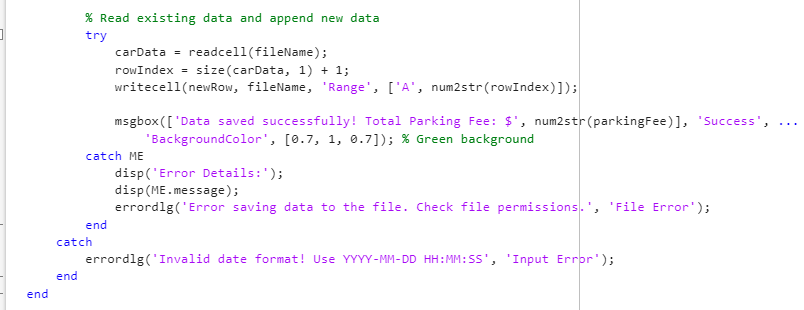 % Read existing data and append new data
try
carData = readcell(fileName);
rowIndex = size(carData, 1) + 1;
writecell(newRow, fileName, 'Range', ['A', num2str(rowIndex)]);
msgbox(['Data saved successfully! Total Parking Fee: $', num2str(parkingFee)], 'Success', ...
'BackgroundColor', [0.7, 1, 0.7]); % Green background
catch ME
disp('Error Details:');
disp(ME.message);
errordlg('Error saving data to the file. Check file permissions.', 'File Error');
end
catch
errordlg('Invalid date format! Use YYYY-MM-DD HH:MM:SS', 'Input Error');
end
end